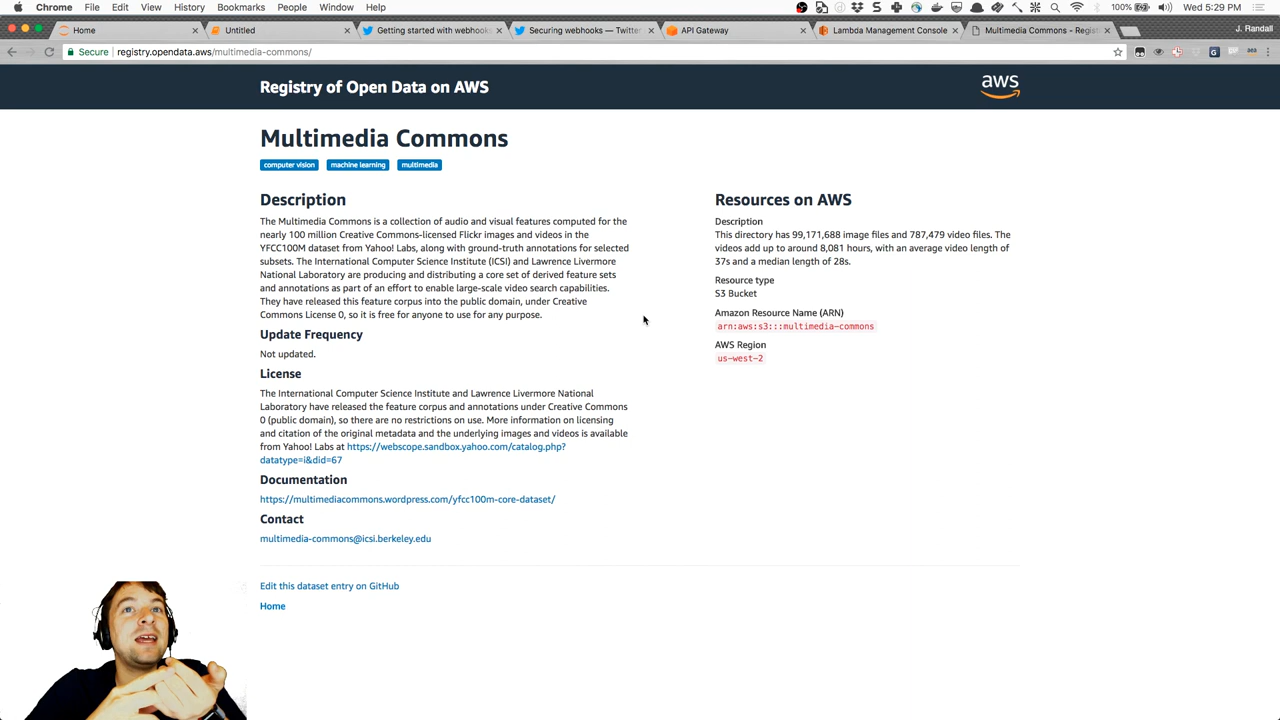 Chrome File Edit View History Bookmarks People Window Help 100% Wed 5:29 PM
Home Untitled Getting started with webhooks Securing webhooks — Twitter API Gateway Lambda Management Console Multimedia Commons - Regist J. Randall
Secure registry.opendata.aws/multimedia-commons/
Registry of Open Data on AWS
aws
Multimedia Commons
computer vision machine learning multimedia
Description
The Multimedia Commons is a collection of audio and visual features computed for the
nearly 100 million Creative Commons-licensed Flickr images and videos in the
YFCC100M dataset from Yahoo! Labs, along with ground-truth annotations for selected
subsets. The International Computer Science Institute (ICSI) and Lawrence Livermore
National Laboratory are producing and distributing a core set of derived feature sets
and annotations as part of an effort to enable large-scale video search capabilities.
They have released this feature corpus into the public domain, under Creative
Commons License 0, so it is free for anyone to use for any purpose.
Update Frequency
Not updated.
License
The International Computer Science Institute and Lawrence Livermore National
Laboratory have released the feature corpus and annotations under Creative Commons
0 (public domain), so there are no restrictions on use. More information on licensing
and citation of the original metadata and the underlying images and videos is available
from Yahoo! Labs at https://webscope.sandbox.yahoo.com/catalog.php?
datatype=i&did=67
Documentation
https://multimediacommons.wordpress.com/yfcc100m-core-dataset/
Contact
multimedia-commons@icsi.berkeley.edu
Edit this dataset entry on GitHub
Home
Resources on AWS
Description
This directory has 99,171,688 image files and 787,479 video files. The
videos add up to around 8,081 hours, with an average video length of
37s and a median length of 28s.
Resource type
S3 Bucket
Amazon Resource Name (ARN)
arn:aws:s3:::multimedia-commons
AWS Region
us-west-2